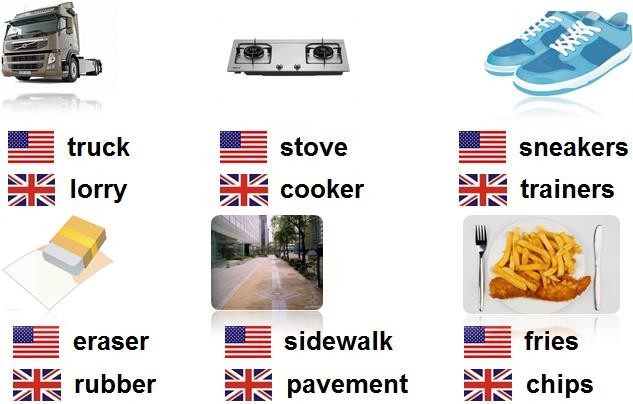 truck
lorry
stove
cooker
sneakers
trainers
eraser
rubber
sidewalk
pavement
fries
chips